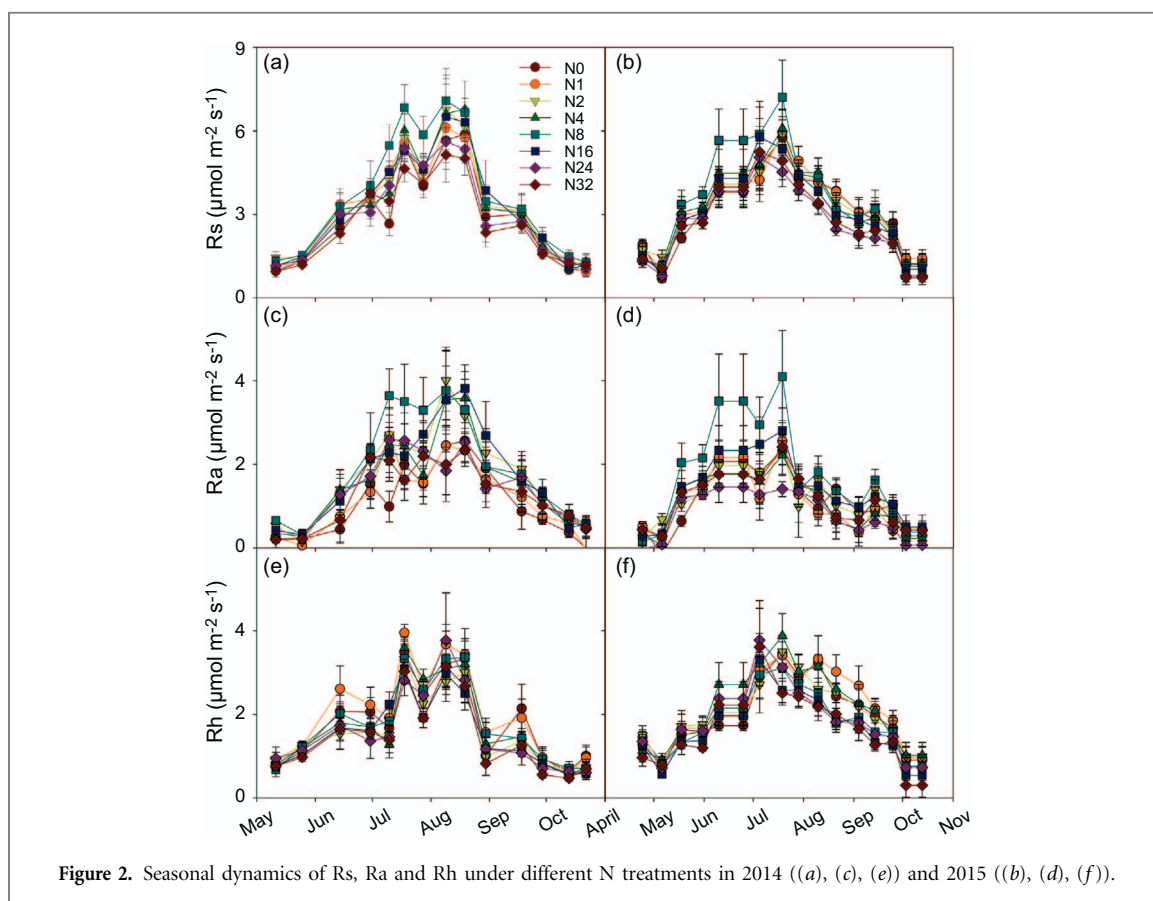 (a)
(b)
9
6
3
0
Rs (µmol m-2 s-1)
N0
N1
N2
N4
N8
N16
N24
N32
(c)
(d)
4
2
0
Ra (µmol m-2 s-1)
(e)
(f)
4
2
0
Rh (µmol m-2 s-1)
May Jun Jul Aug Sep Oct April May Jun Jul Aug Sep Oct Nov
Figure 2. Seasonal dynamics of Rs, Ra and Rh under different N treatments in 2014 ((a), (c), (e)) and 2015 ((b), (d), (f)).